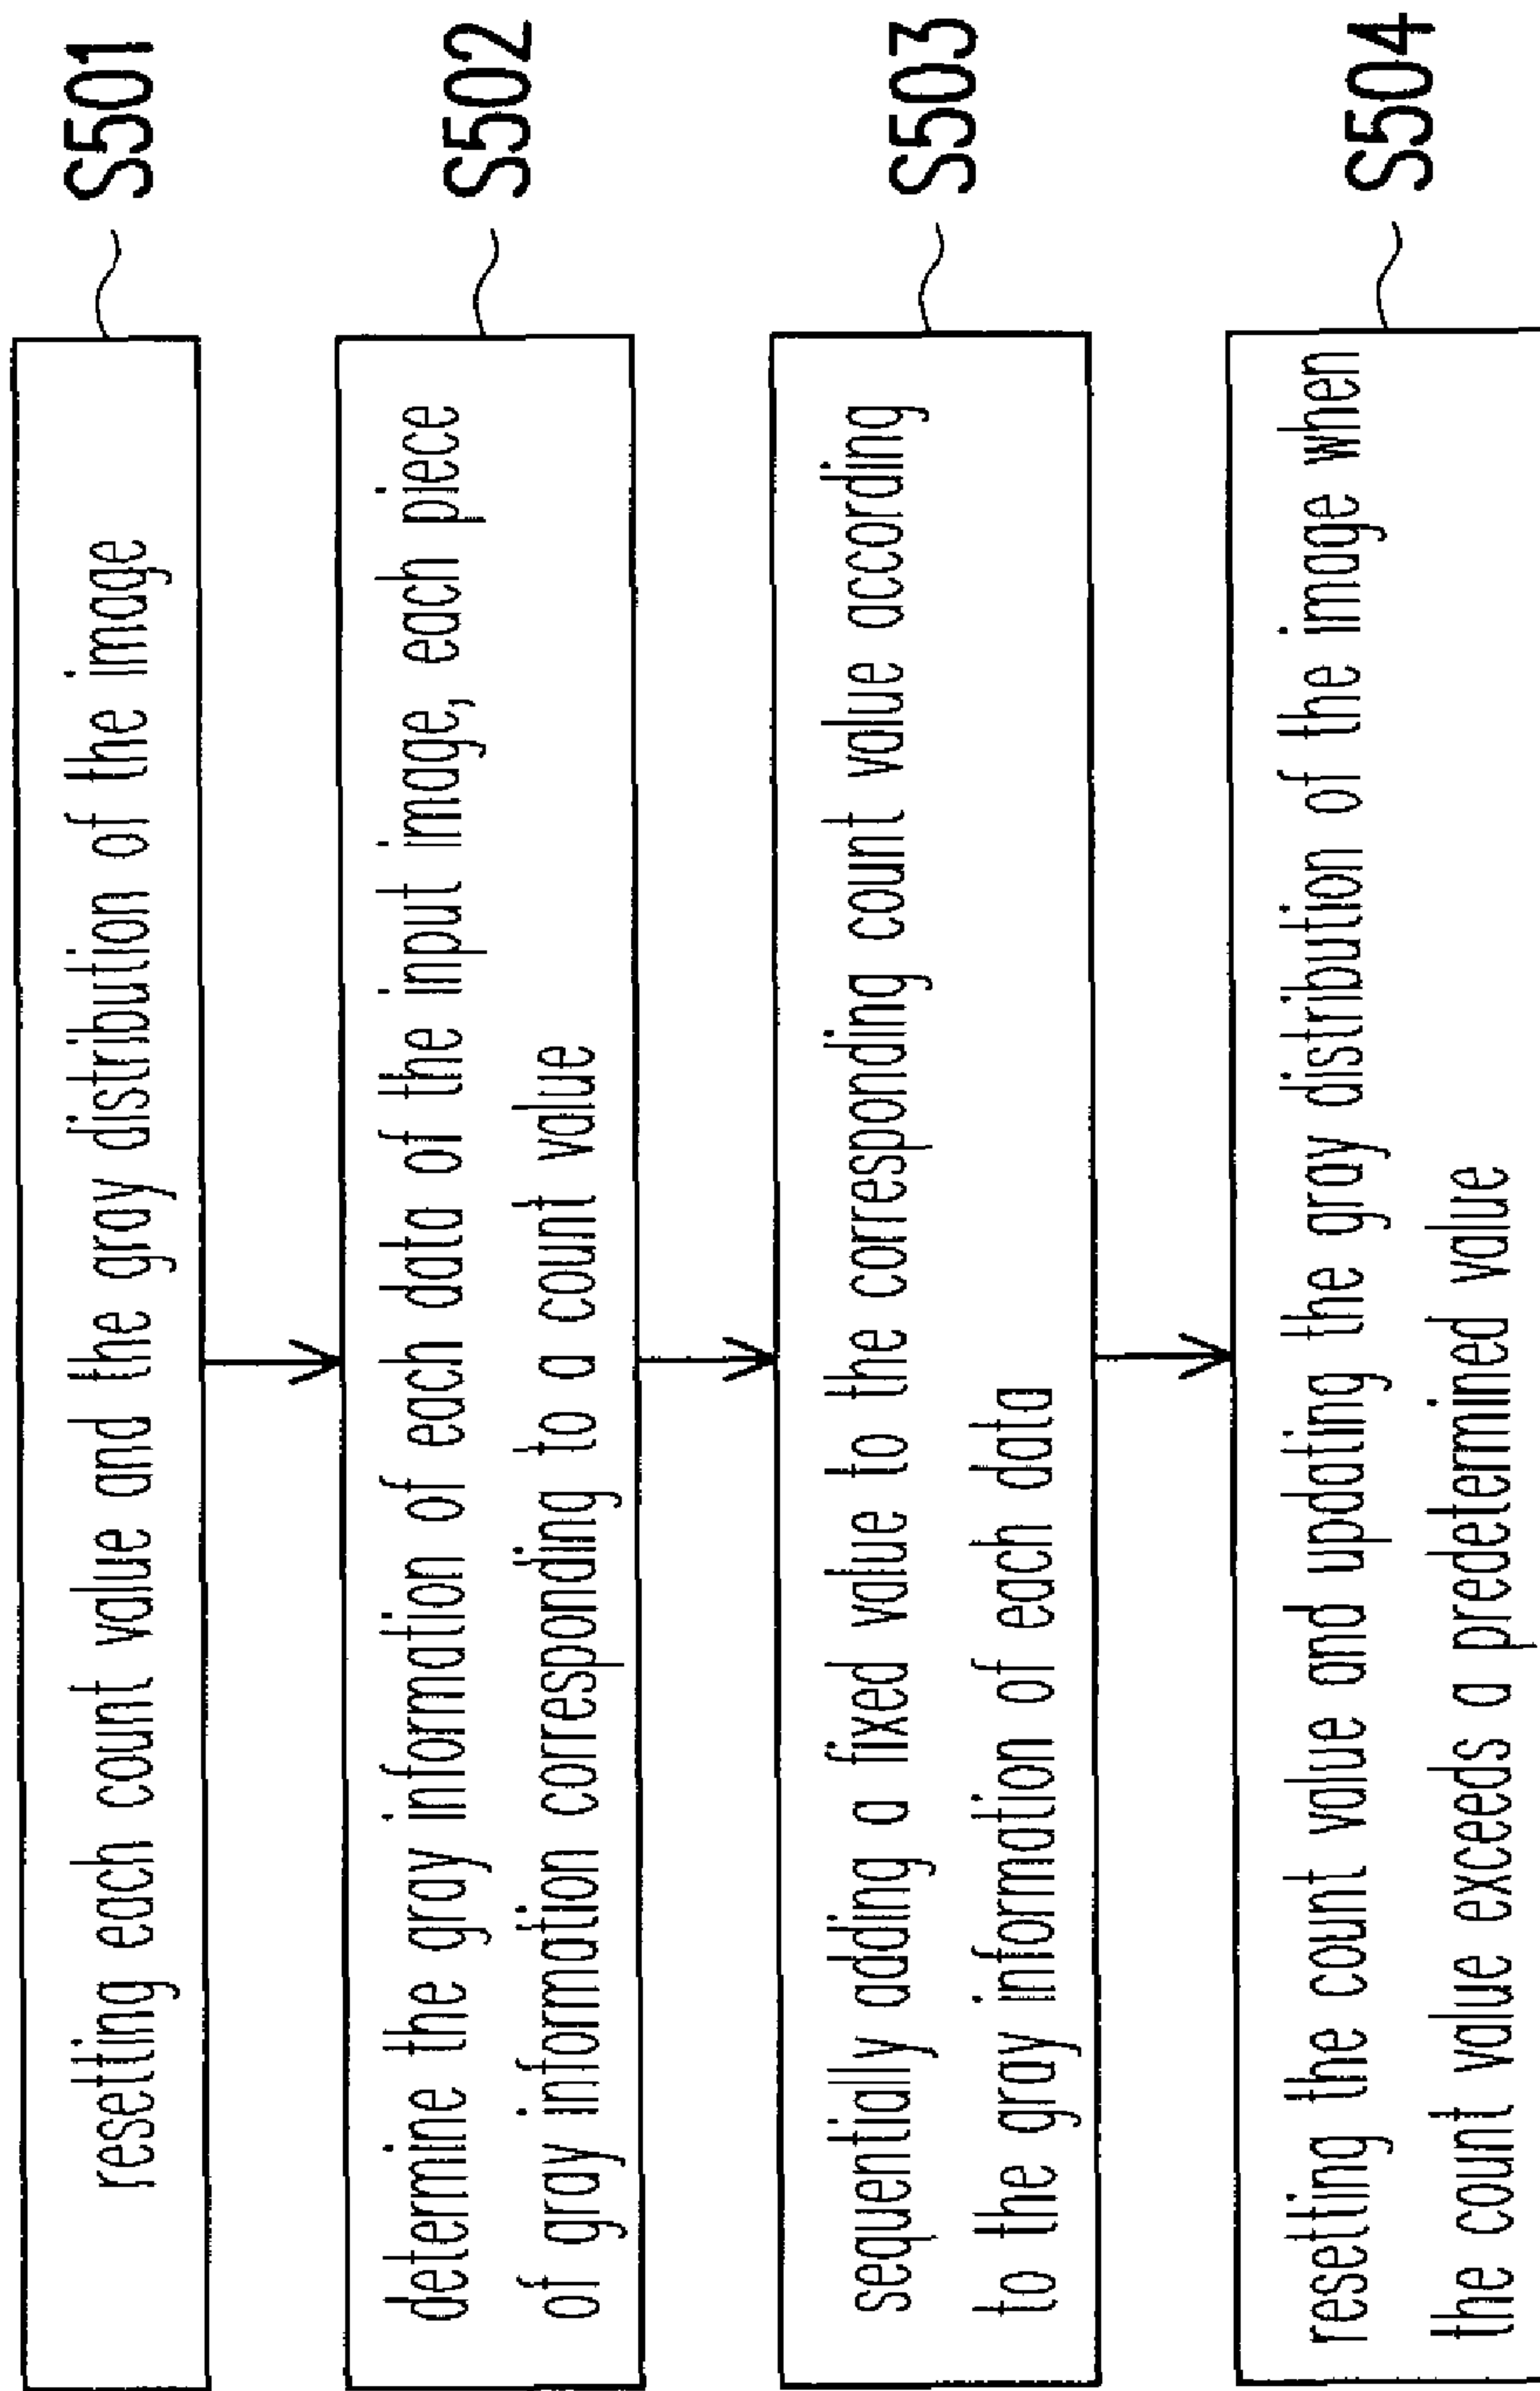 resetting each count value and the gray distribution of the image
S501
determine the gray information of each data of the input image, each piece
of gray information corresponding to a count value
S502
sequentially adding a fixed value to the corresponding count value according
to the gray information of each data
S503
resetting the count value and updating the gray distribution of the image when
the count value exceeds a predetermined value
S504